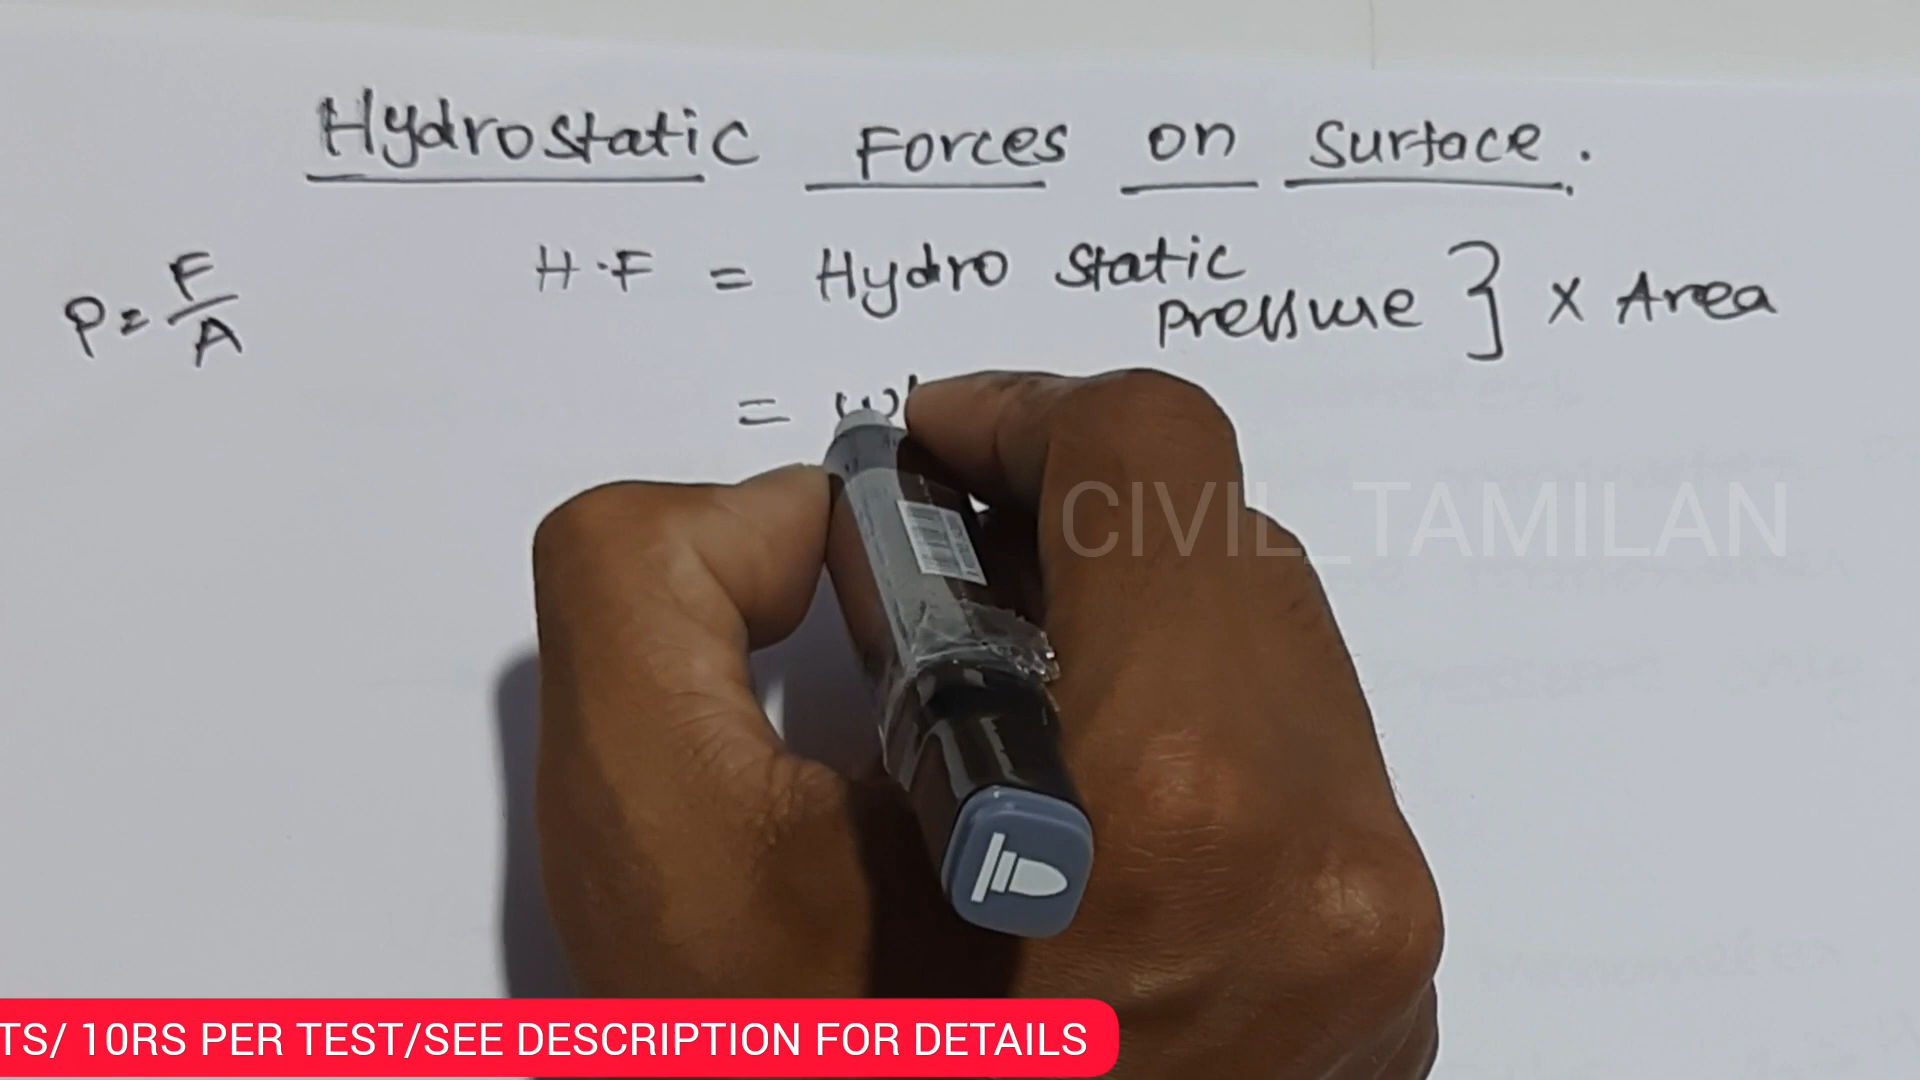 Hydrostatic Forces on Surface.
P = F/A
H.F = Hydro Static Pressure } x Area
= w
CIVIL_TAMILAN
TS/ 10RS PER TEST/SEE DESCRIPTION FOR DETAILS